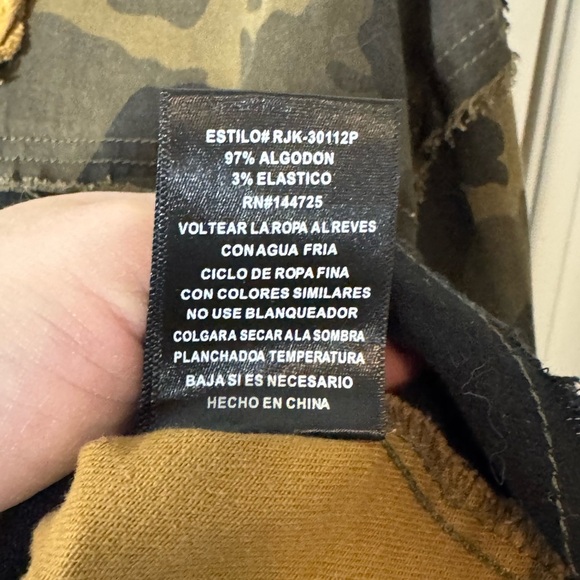 ESTILO# RJK-30112P
97% ALGODON
3% ELASTICO
RN#144725
VOLTEAR LA ROPA AL REVES
CON AGUA FRIA
CICLO DE ROPA FINA
CON COLORES SIMILARES
NO USE BLANQUEADOR
COLGARA SECAR A LA SOMBRA
PLANCHADOA TEMPERATURA
BAJA SI ES NECESARIO
HECHO EN CHINA